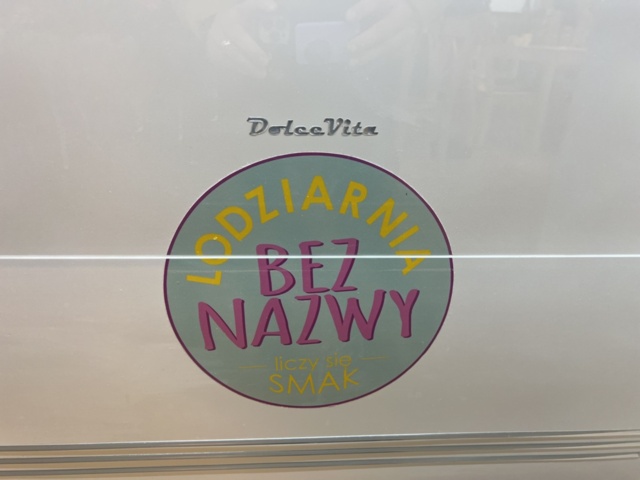 DolceVita
LODZIARNIA
BEZ
NAZWY
liczy się
SMAK